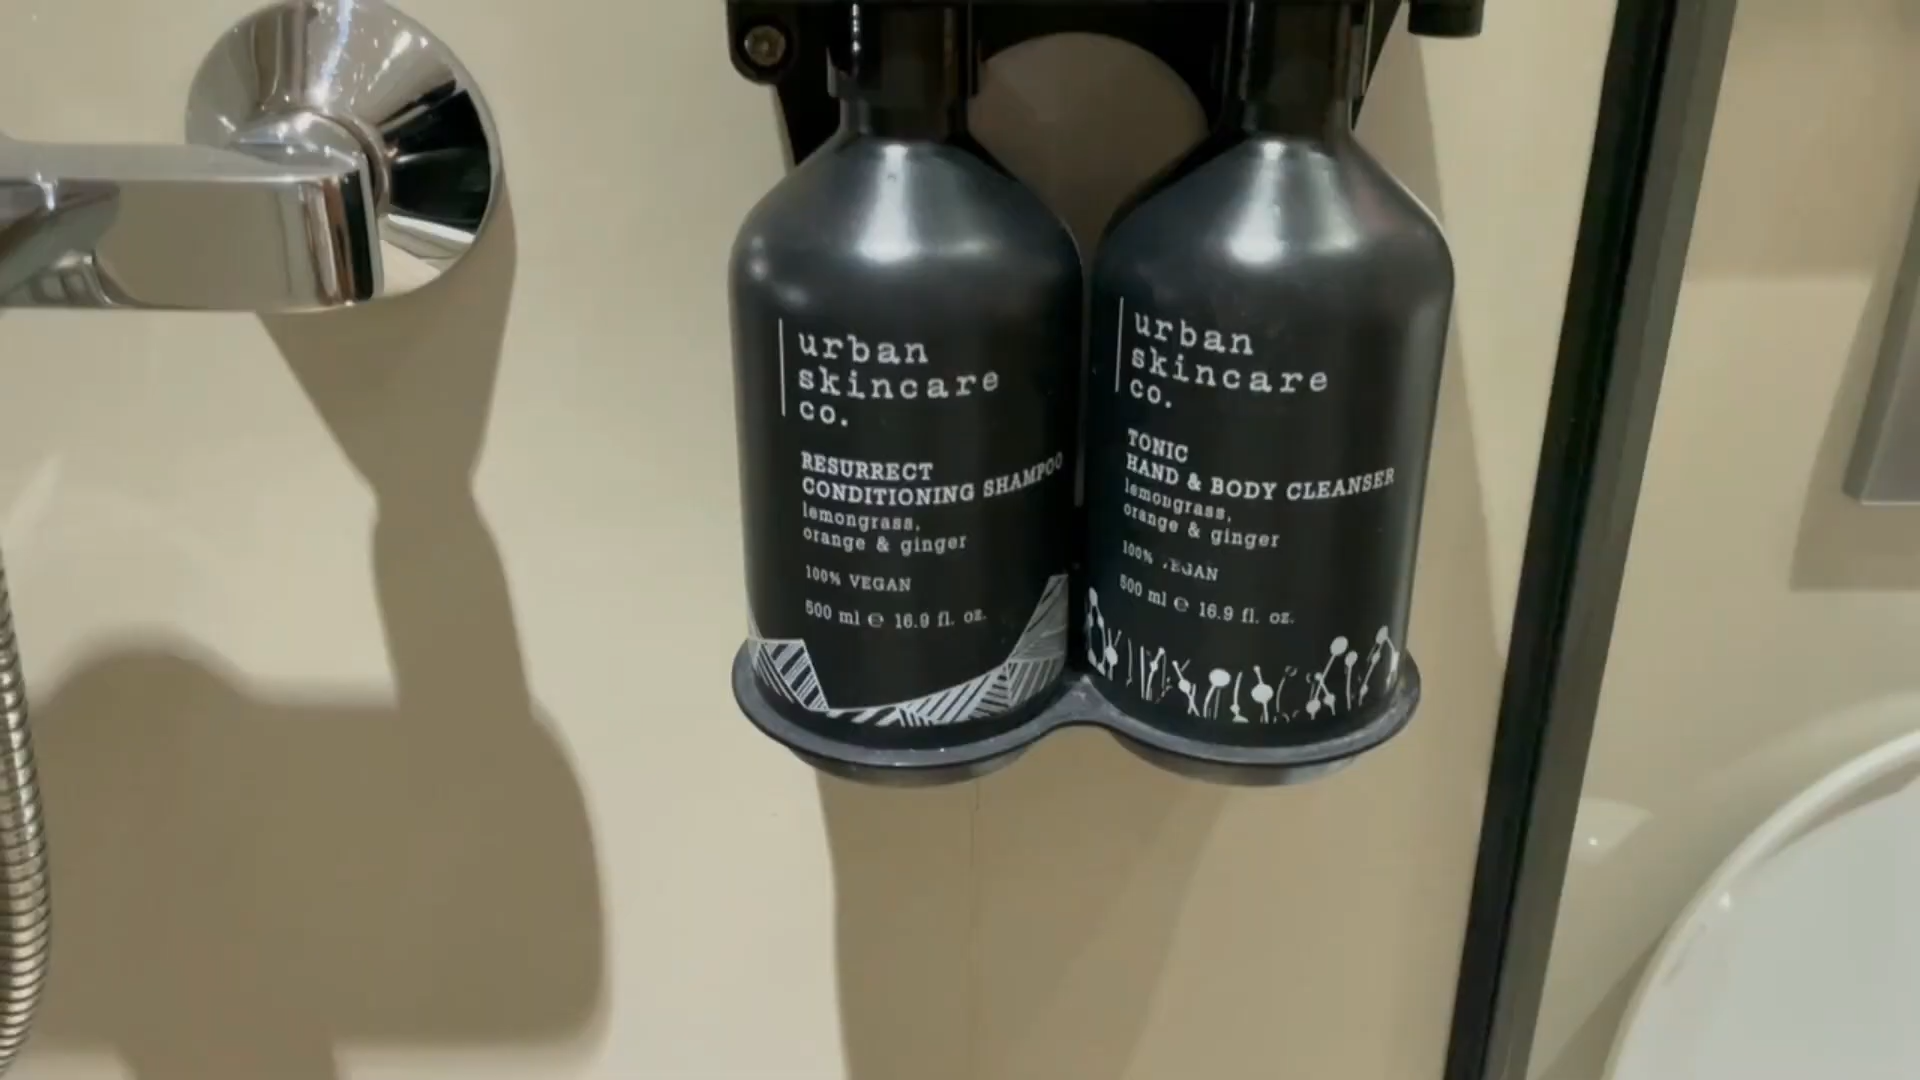 urban
skincare
co.
RESURRECT
CONDITIONING SHAMPOO
lemongrass,
orange & ginger
100% VEGAN
500 ml ℮ 16.9 fl. oz.
urban
skincare
co.
TONIC
HAND & BODY CLEANSER
lemongrass,
orange & ginger
100% VEGAN
500 ml ℮ 16.9 fl. oz.